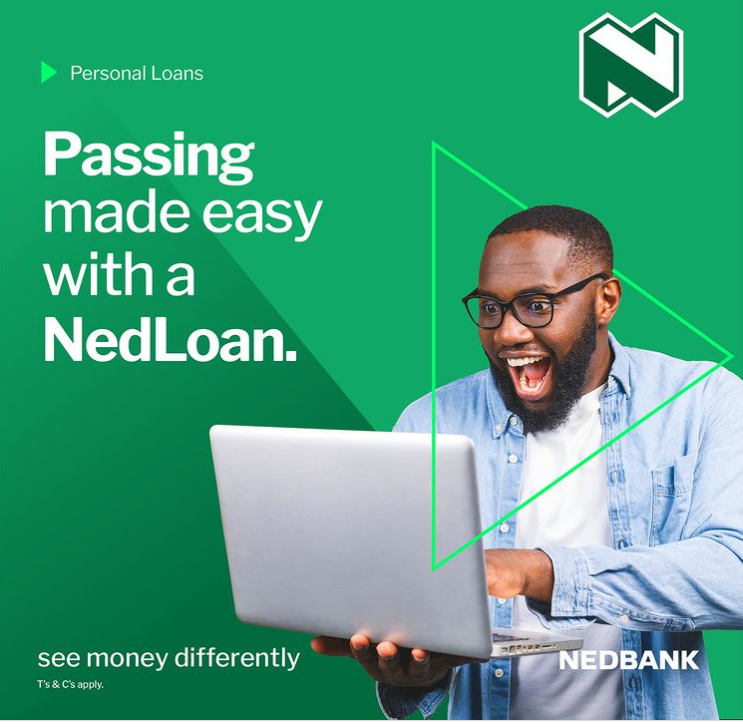 Personal Loans
Passing
made easy
with a
NedLoan.
see money differently
T's & C's apply.
NEDBANK